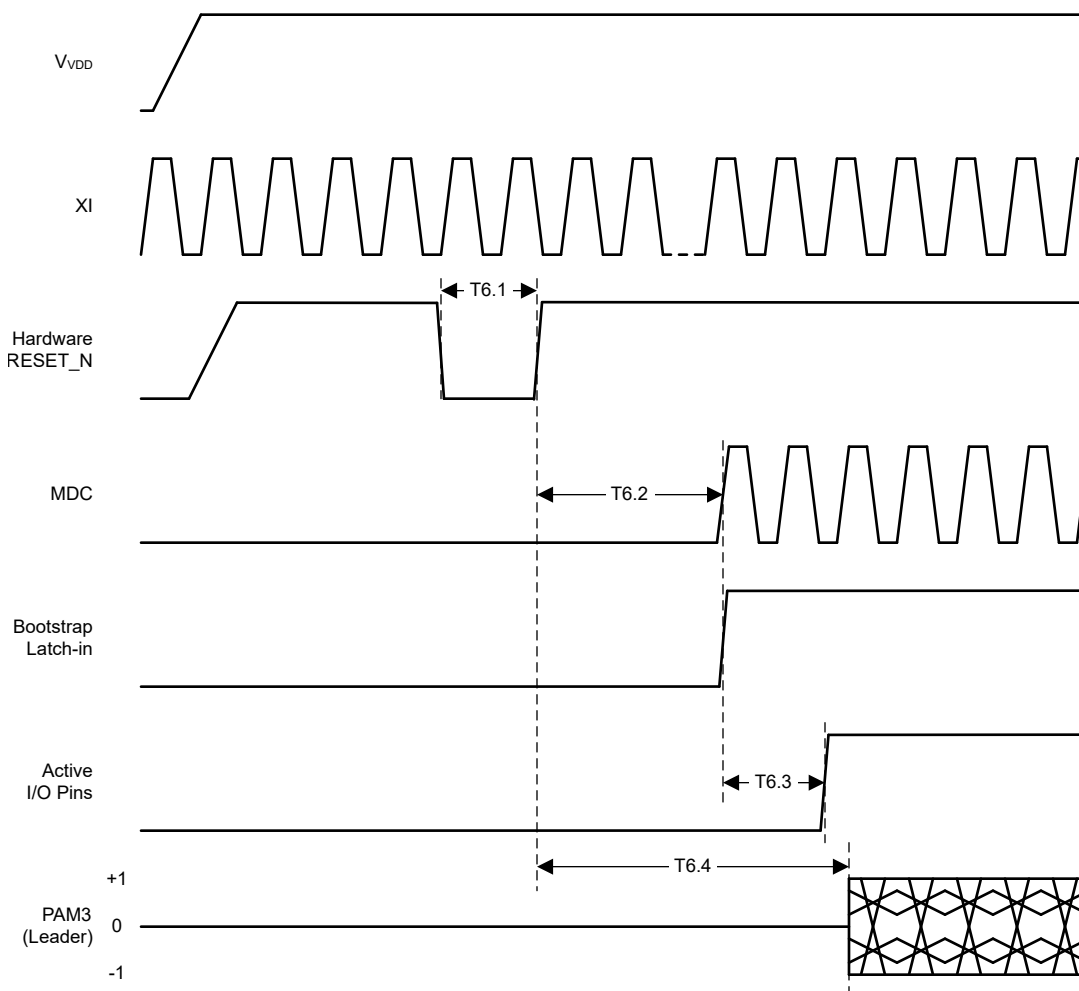 VVDD
XI
T6.1
Hardware
RESET_N
MDC
T6.2
Bootstrap
Latch-in
Active
I/O Pins
T6.3
T6.4
+1
PAM3
(Leader)
0
-1